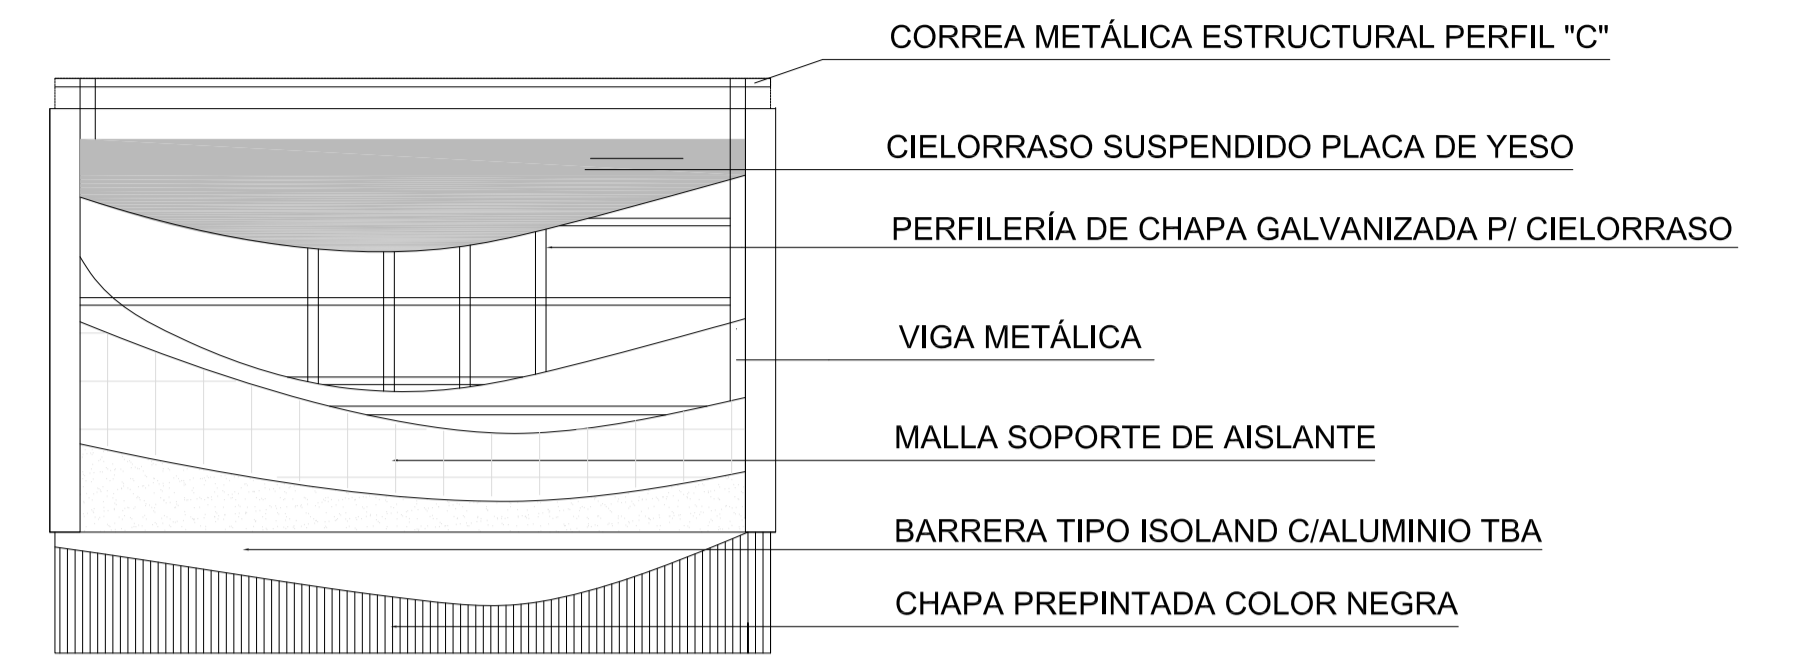 CORREA METÁLICA ESTRUCTURAL PERFIL "C"
CIELORRASO SUSPENDIDO PLACA DE YESO
PERFILERÍA DE CHAPA GALVANIZADA P/ CIELORRASO
VIGA METÁLICA
MALLA SOPORTE DE AISLANTE
BARRERA TIPO ISOLAND C/ALUMINIO TBA
CHAPA PREPINTADA COLOR NEGRA